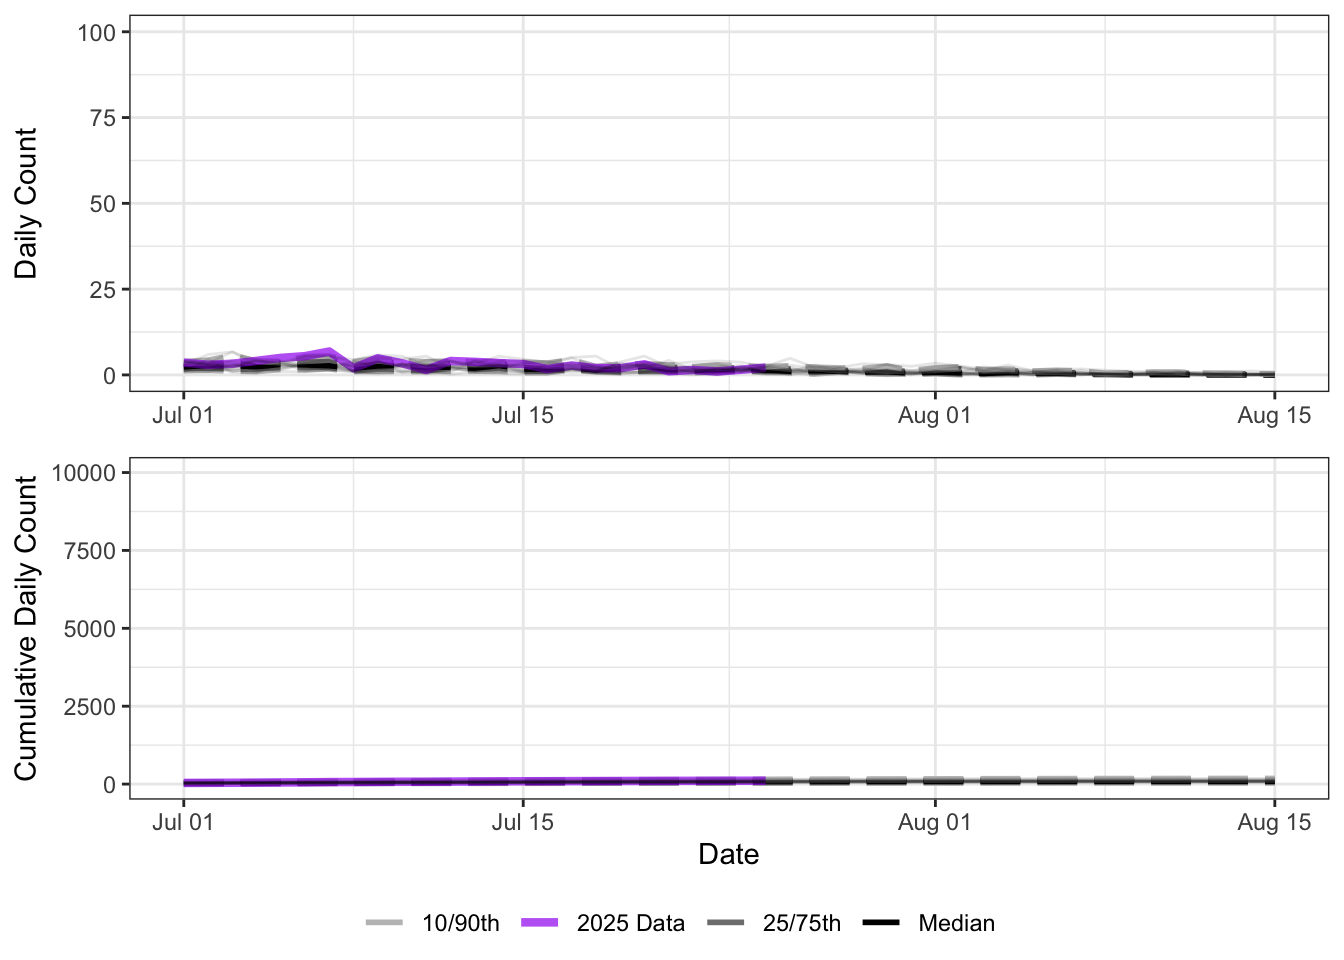 100
75
50
25
0
Daily Count
Jul 01 Jul 15 Aug 01 Aug 15
10000
7500
5000
2500
0
Cumulative Daily Count
Jul 01 Jul 15 Aug 01 Aug 15
Date
10/90th 2025 Data 25/75th Median